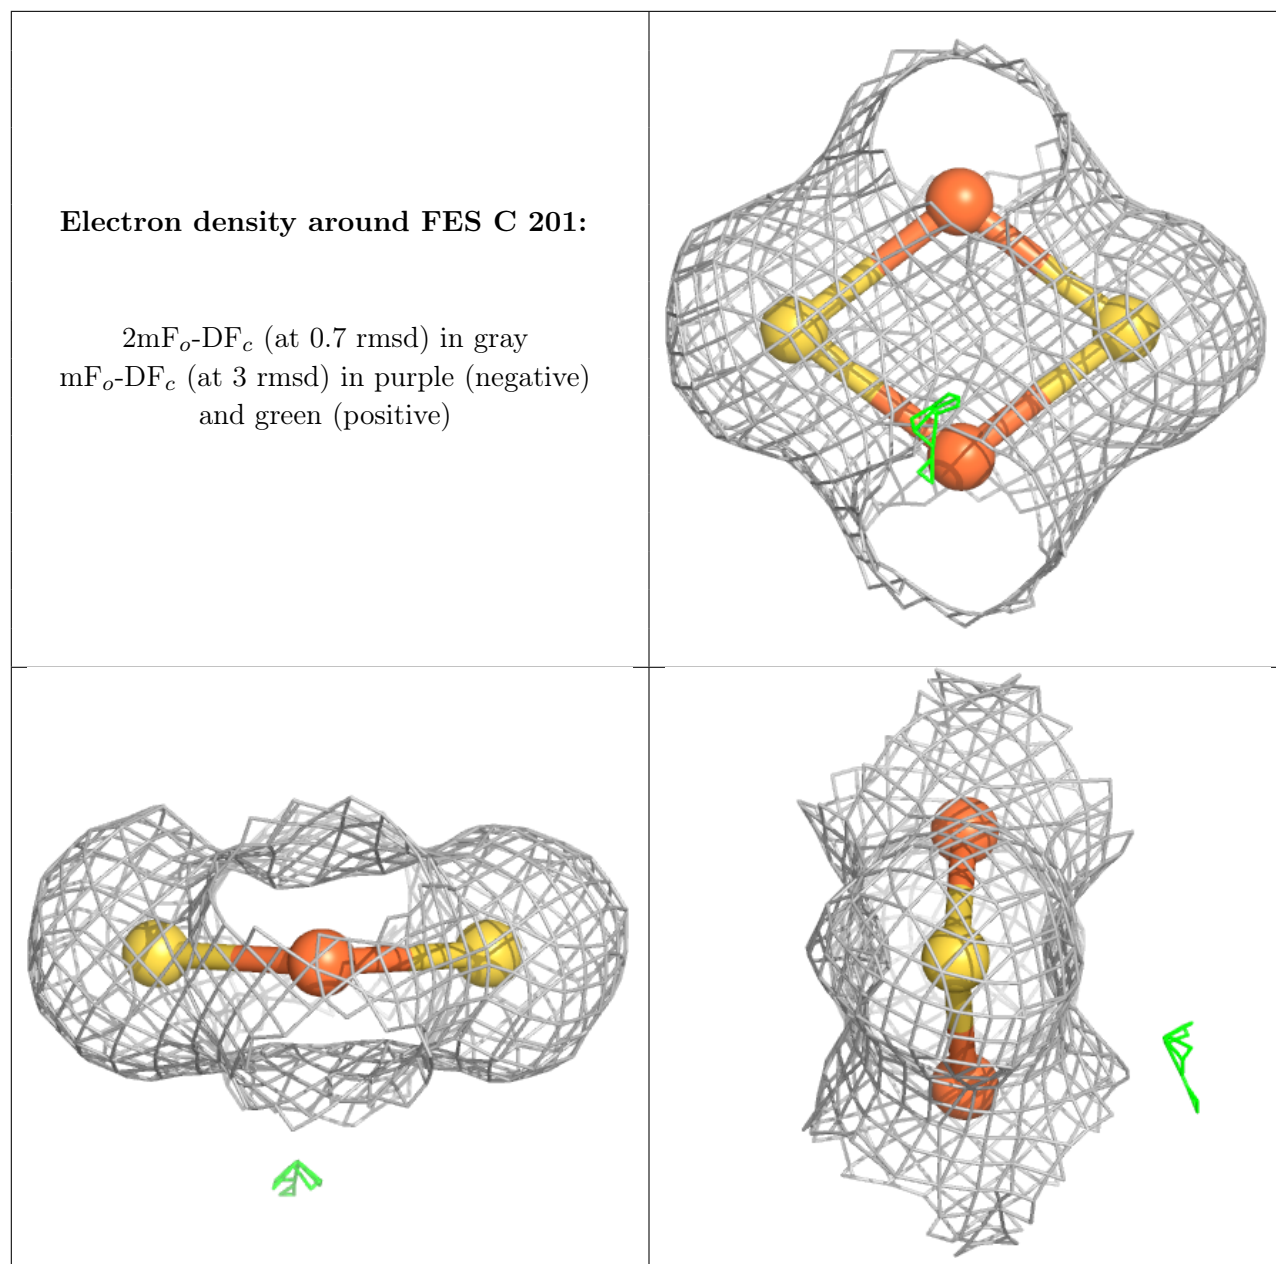 Electron density around FES C 201:
2mFₒ-DF𝑐 (at 0.7 rmsd) in gray
mFₒ-DF𝑐 (at 3 rmsd) in purple (negative)
and green (positive)